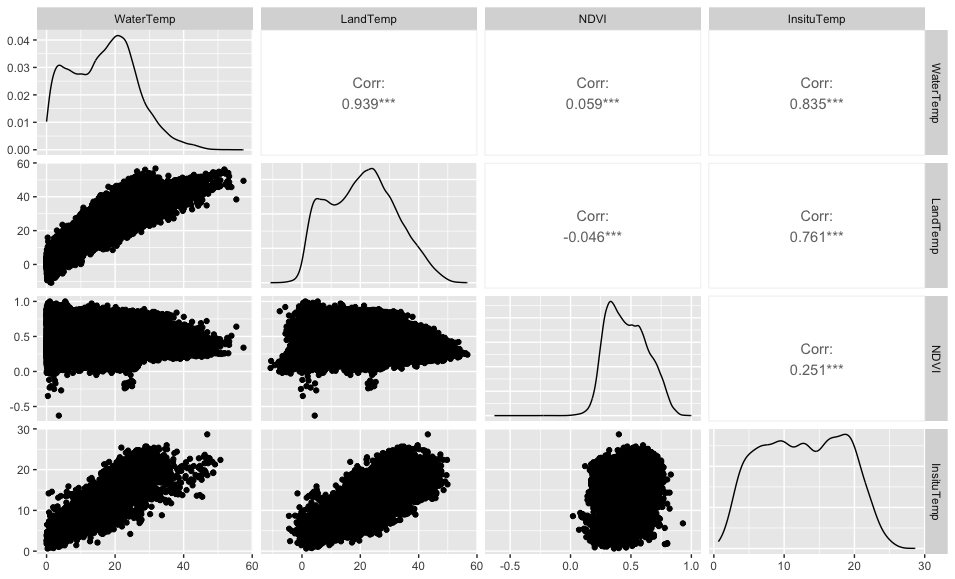 WaterTemp LandTemp NDVI InsituTemp
0.04
0.03
0.02
0.01
0.00
Corr:
0.939***
Corr:
0.059***
Corr:
0.835***
WaterTemp
60
40
20
0
Corr:
-0.046***
Corr:
0.761***
LandTemp
1.0
0.5
0.0
-0.5
Corr:
0.251***
NDVI
30
20
10
0
InsituTemp
0 20 40 60 0 20 40 60 -0.5 0.0 0.5 1.0 0 10 20 30